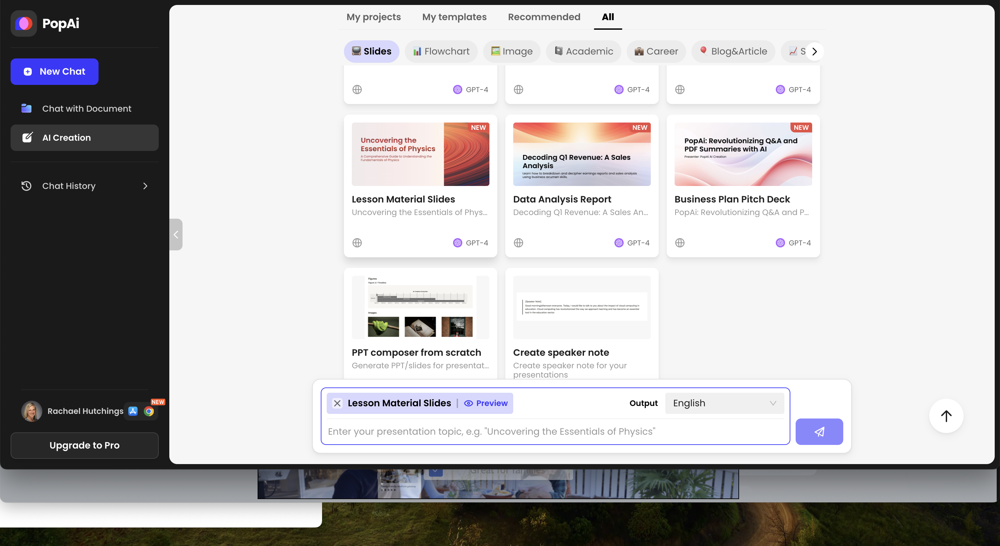 PopAi
New Chat
Chat with Document
AI Creation
Chat History
Rachael Hutchings
NEW
Upgrade to Pro
My projects
My templates
Recommended
All
Slides
Flowchart
Image
Academic
Career
Blog&Article
S
GPT-4
GPT-4
GPT-4
NEW
Uncovering the
Essentials of Physics
A Comprehensive Guide to Understanding the
Fundamentals of Physics
Lesson Material Slides
Uncovering the Essentials of Phys...
GPT-4
NEW
Decoding Q1 Revenue: A Sales
Analysis
Learn how to breakdown and decipher earnings reports and sales analysis
using business acumen skills.
Data Analysis Report
Decoding Q1 Revenue: A Sales An...
GPT-4
NEW
PopAi: Revolutionizing Q&A and
PDF Summaries with AI
Presenter: PopAi AI Creation
Business Plan Pitch Deck
PopAi: Revolutionizing Q&A and P...
GPT-4
Figures
Figure 2.1 Timeline:
AI Creation Evolution
Images
PPT composer from scratch
Generate PPT/slides for presentat...
[Speaker Note]
Good morning/afternoon everyone. Today, I would like to talk to you about the impact of cloud computing in
education. Cloud computing has revolutionized the way we approach learning and has become an essential
tool in the education sector.
Create speaker note
Create speaker note for your
presentations
Lesson Material Slides
Preview
Output
English
Enter your presentation topic, e.g. "Uncovering the Essentials of Physics"
Great for families
Family-friendly beachfront getaway